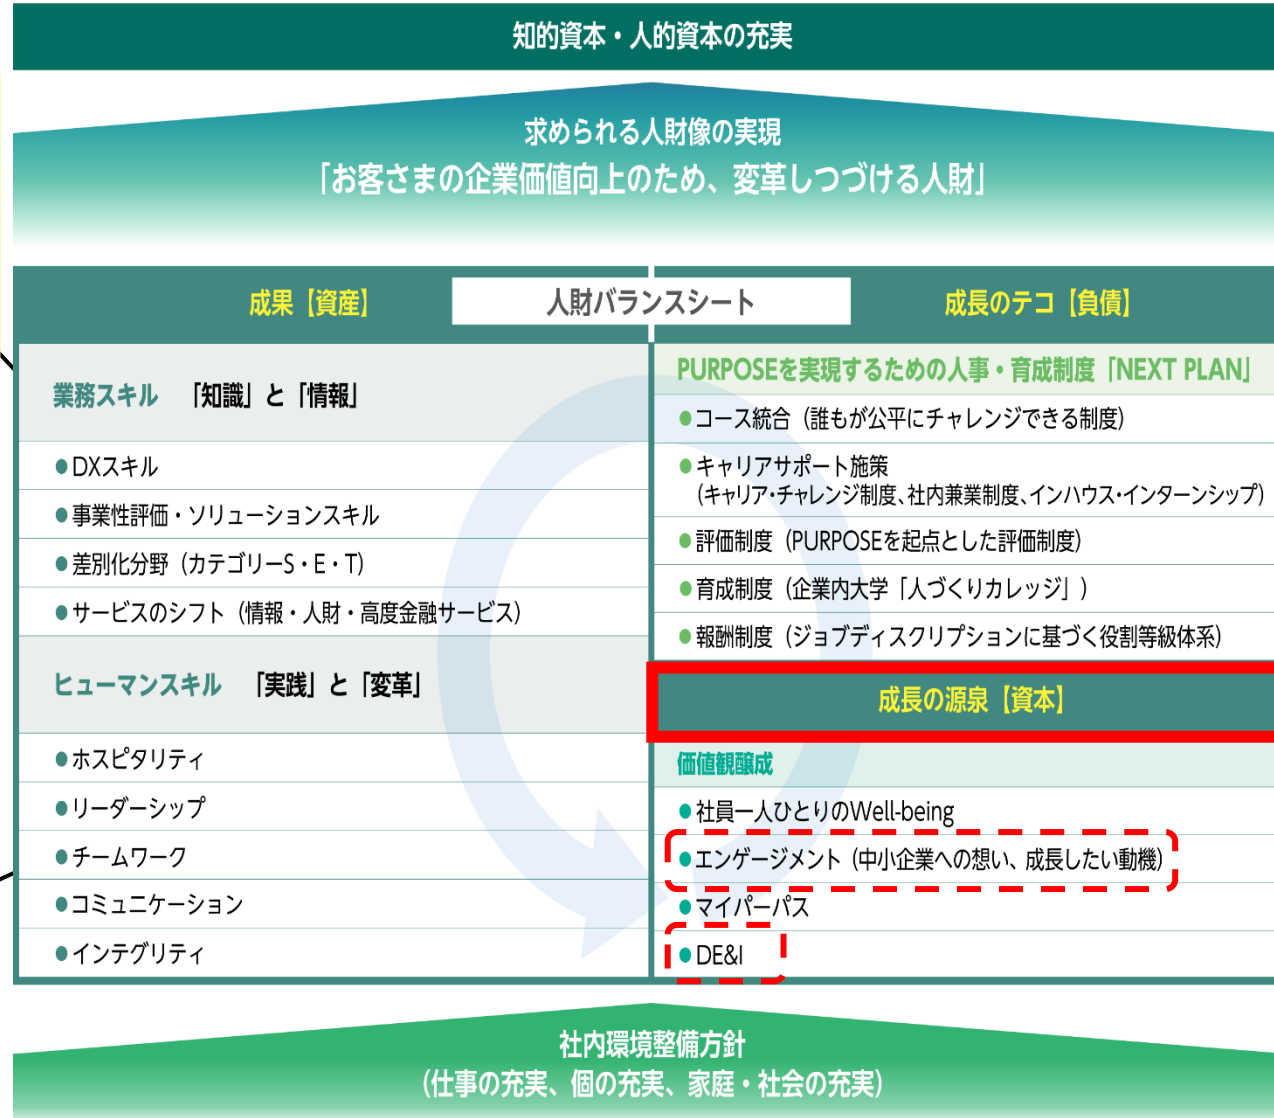 知的資本・人的資本の充実
求められる人財像の実現
「お客さまの企業価値向上のため、変革しつづける人財」
人財バランスシート
成果【資産】
業務スキル 「知識」と「情報」
●DXスキル
●事業性評価・ソリューションスキル
●差別化分野（カテゴリーS・E・T）
●サービスのシフト（情報・人財・高度金融サービス）
ヒューマンスキル 「実践」と「変革」
●ホスピタリティ
●リーダーシップ
●チームワーク
●コミュニケーション
●インテグリティ
成長のテコ【負債】
PURPOSEを実現するための人事・育成制度「NEXT PLAN」
●コース統合（誰もが公平にチャレンジできる制度）
●キャリアサポート施策
（キャリア・チャレンジ制度、社内兼業制度、インハウス・インターンシップ）
●評価制度（PURPOSEを起点とした評価制度）
●育成制度（企業内大学「人づくりカレッジ」）
●報酬制度（ジョブディスクリプションに基づく役割等級体系）
成長の源泉【資本】
価値観醸成
●社員一人ひとりのWell-being
●エンゲージメント（中小企業への想い、成長したい動機）
●マイパーパス
●DE&I
社内環境整備方針
（仕事の充実、個の充実、家庭・社会の充実）